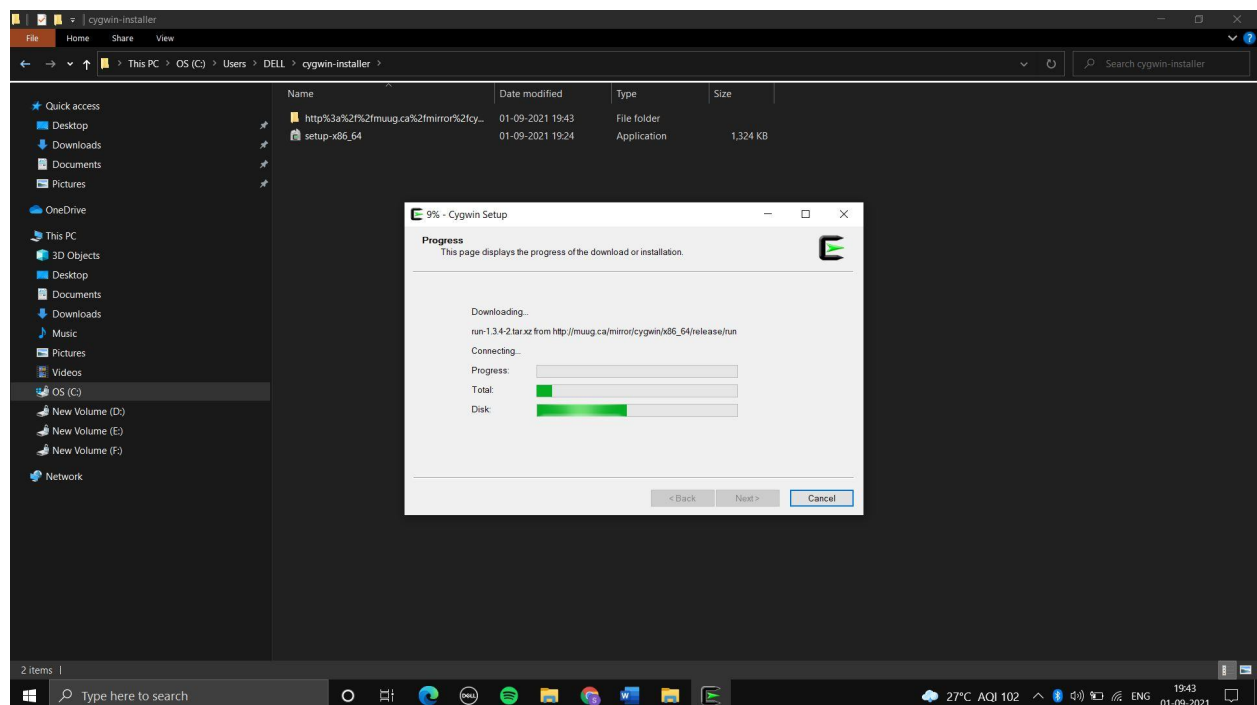 cygwin-installer
File Home Share View
This PC > OS (C:) > Users > DELL > cygwin-installer >
Search cygwin-installer
Name Date modified Type Size
http%3a%2f%2fmuug.ca%2fmirror%2fcy... 01-09-2021 19:43 File folder
setup-x86_64 01-09-2021 19:24 Application 1,324 KB
Quick access
Desktop
Downloads
Documents
Pictures
OneDrive
This PC
3D Objects
Desktop
Documents
Downloads
Music
Pictures
Videos
OS (C:)
New Volume (D:)
New Volume (E:)
New Volume (F:)
Network
9% - Cygwin Setup
Progress
This page displays the progress of the download or installation.
Downloading...
run-1.3.4-2.tar.xz from http://muug.ca/mirror/cygwin/x86_64/release/run
Connecting...
Progress:
Total:
Disk:
< Back Next > Cancel
2 items
Type here to search
DELL
27°C AQI 102 ENG 19:43
01-09-2021